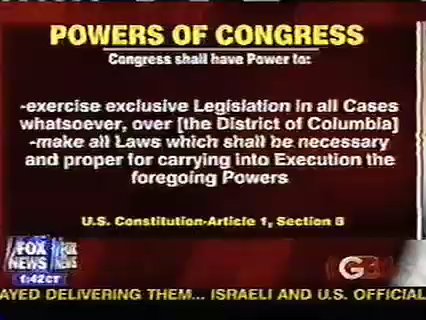 POWERS OF CONGRESS
Congress shall have Power to:
-exercise exclusive Legislation in all Cases
whatsoever, over [the District of Columbia]
-make all Laws which shall be necessary
and proper for carrying into Execution the
foregoing Powers
U.S. Constitution-Article 1, Section 8
FOX
NEWS
FOX
NEWS
1:42CT
G
AYED DELIVERING THEM... ISRAELI AND U.S. OFFICIAL